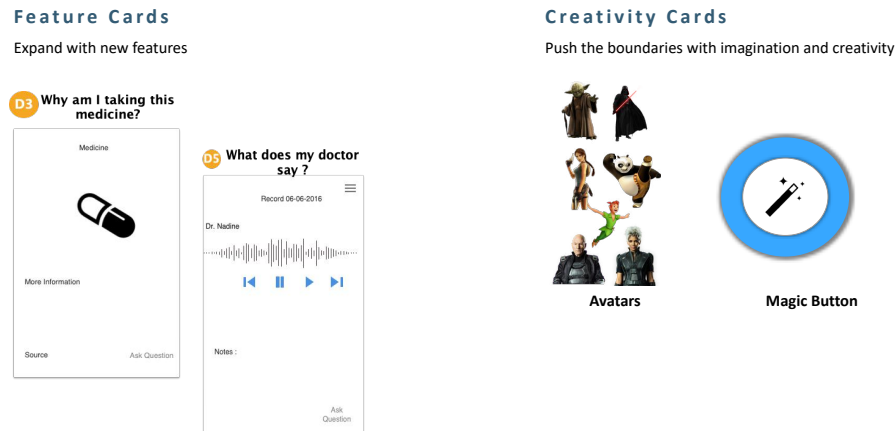 Feature Cards
Expand with new features
D3 Why am I taking this
medicine?
Medicine
More Information
Source Ask Question
D5 What does my doctor
say ?
Record 06-06-2016
Dr. Nadine
Notes :
Ask
Question
Creativity Cards
Push the boundaries with imagination and creativity
Avatars
Magic Button